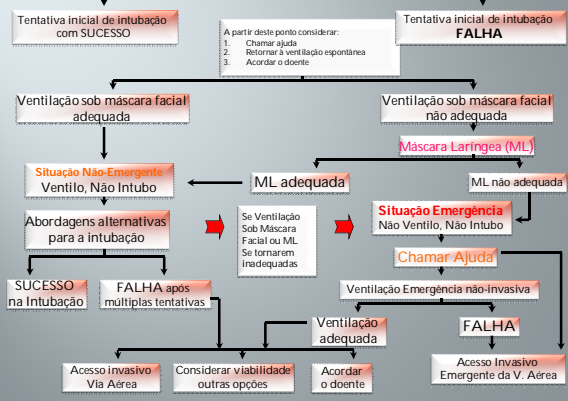 Tentativa inicial de intubação
com SUCESSO
A partir deste ponto considerar:
1. Chamar ajuda
2. Retornar à ventilação espontânea
3. Acordar o doente
Tentativa inicial de intubação
FALHA
Ventilação sob máscara facial
adequada
Ventilação sob máscara facial
não adequada
Máscara Laríngea (ML)
Situação Não-Emergente
Ventilo, Não Intubo
ML adequada
ML não adequada
Abordagens alternativas
para a intubação
Se Ventilação
Sob Máscara
Facial ou ML
Se tornarem
inadequadas
Situação Emergência
Não Ventilo, Não Intubo
Chamar Ajuda
SUCESSO
na Intubação
FALHA após
múltiplas tentativas
Ventilação Emergência não-invasiva
Ventilação
adequada
FALHA
Acesso invasivo
Via Aérea
Considerar viabilidade
outras opções
Acordar
o doente
Acesso Invasivo
Emergente da V. Aérea